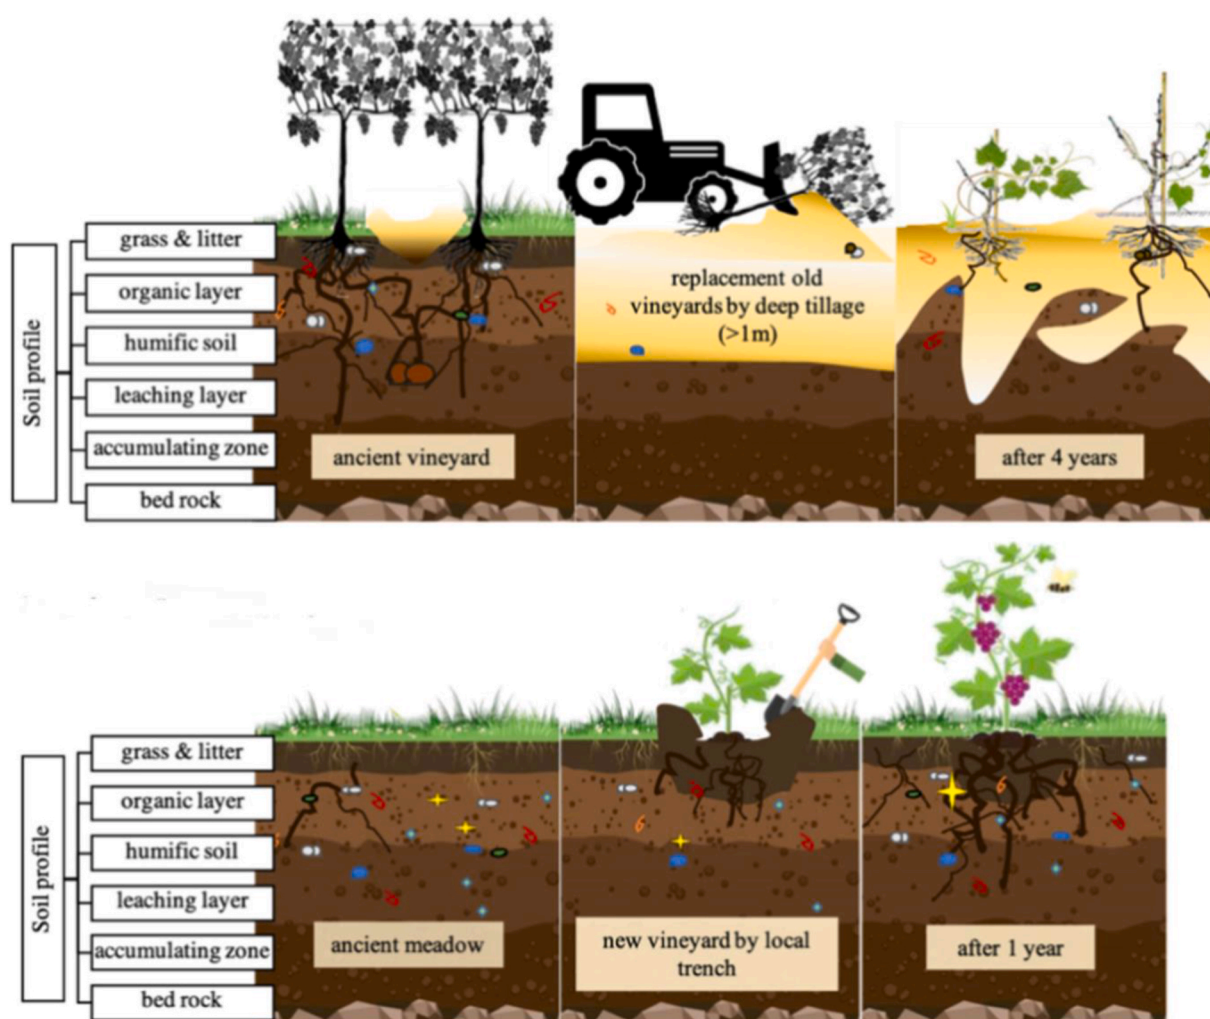 Soil profile
grass & litter
organic layer
humific soil
leaching layer
accumulating zone
bed rock
ancient vineyard
replacement old
vineyards by deep tillage
(>1m)
after 4 years
Soil profile
grass & litter
organic layer
humific soil
leaching layer
accumulating zone
bed rock
ancient meadow
new vineyard by local
trench
after 1 year